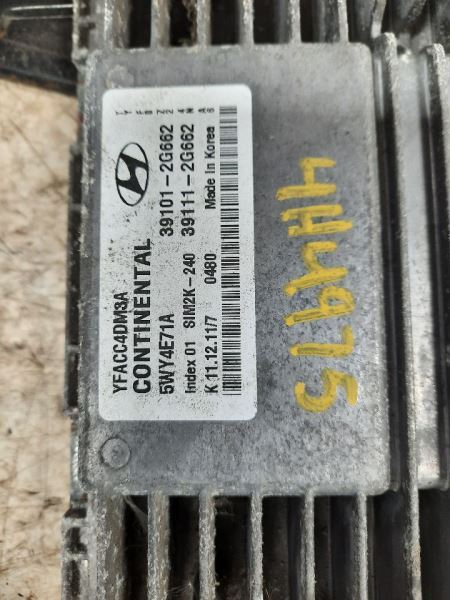 YFACC4DM3A
CONTINENTAL
5WY4E71A 39101-2G662
Index 01 SIM2K-240 39111-2G662
K 11.12.11/7 0480 Made in Korea